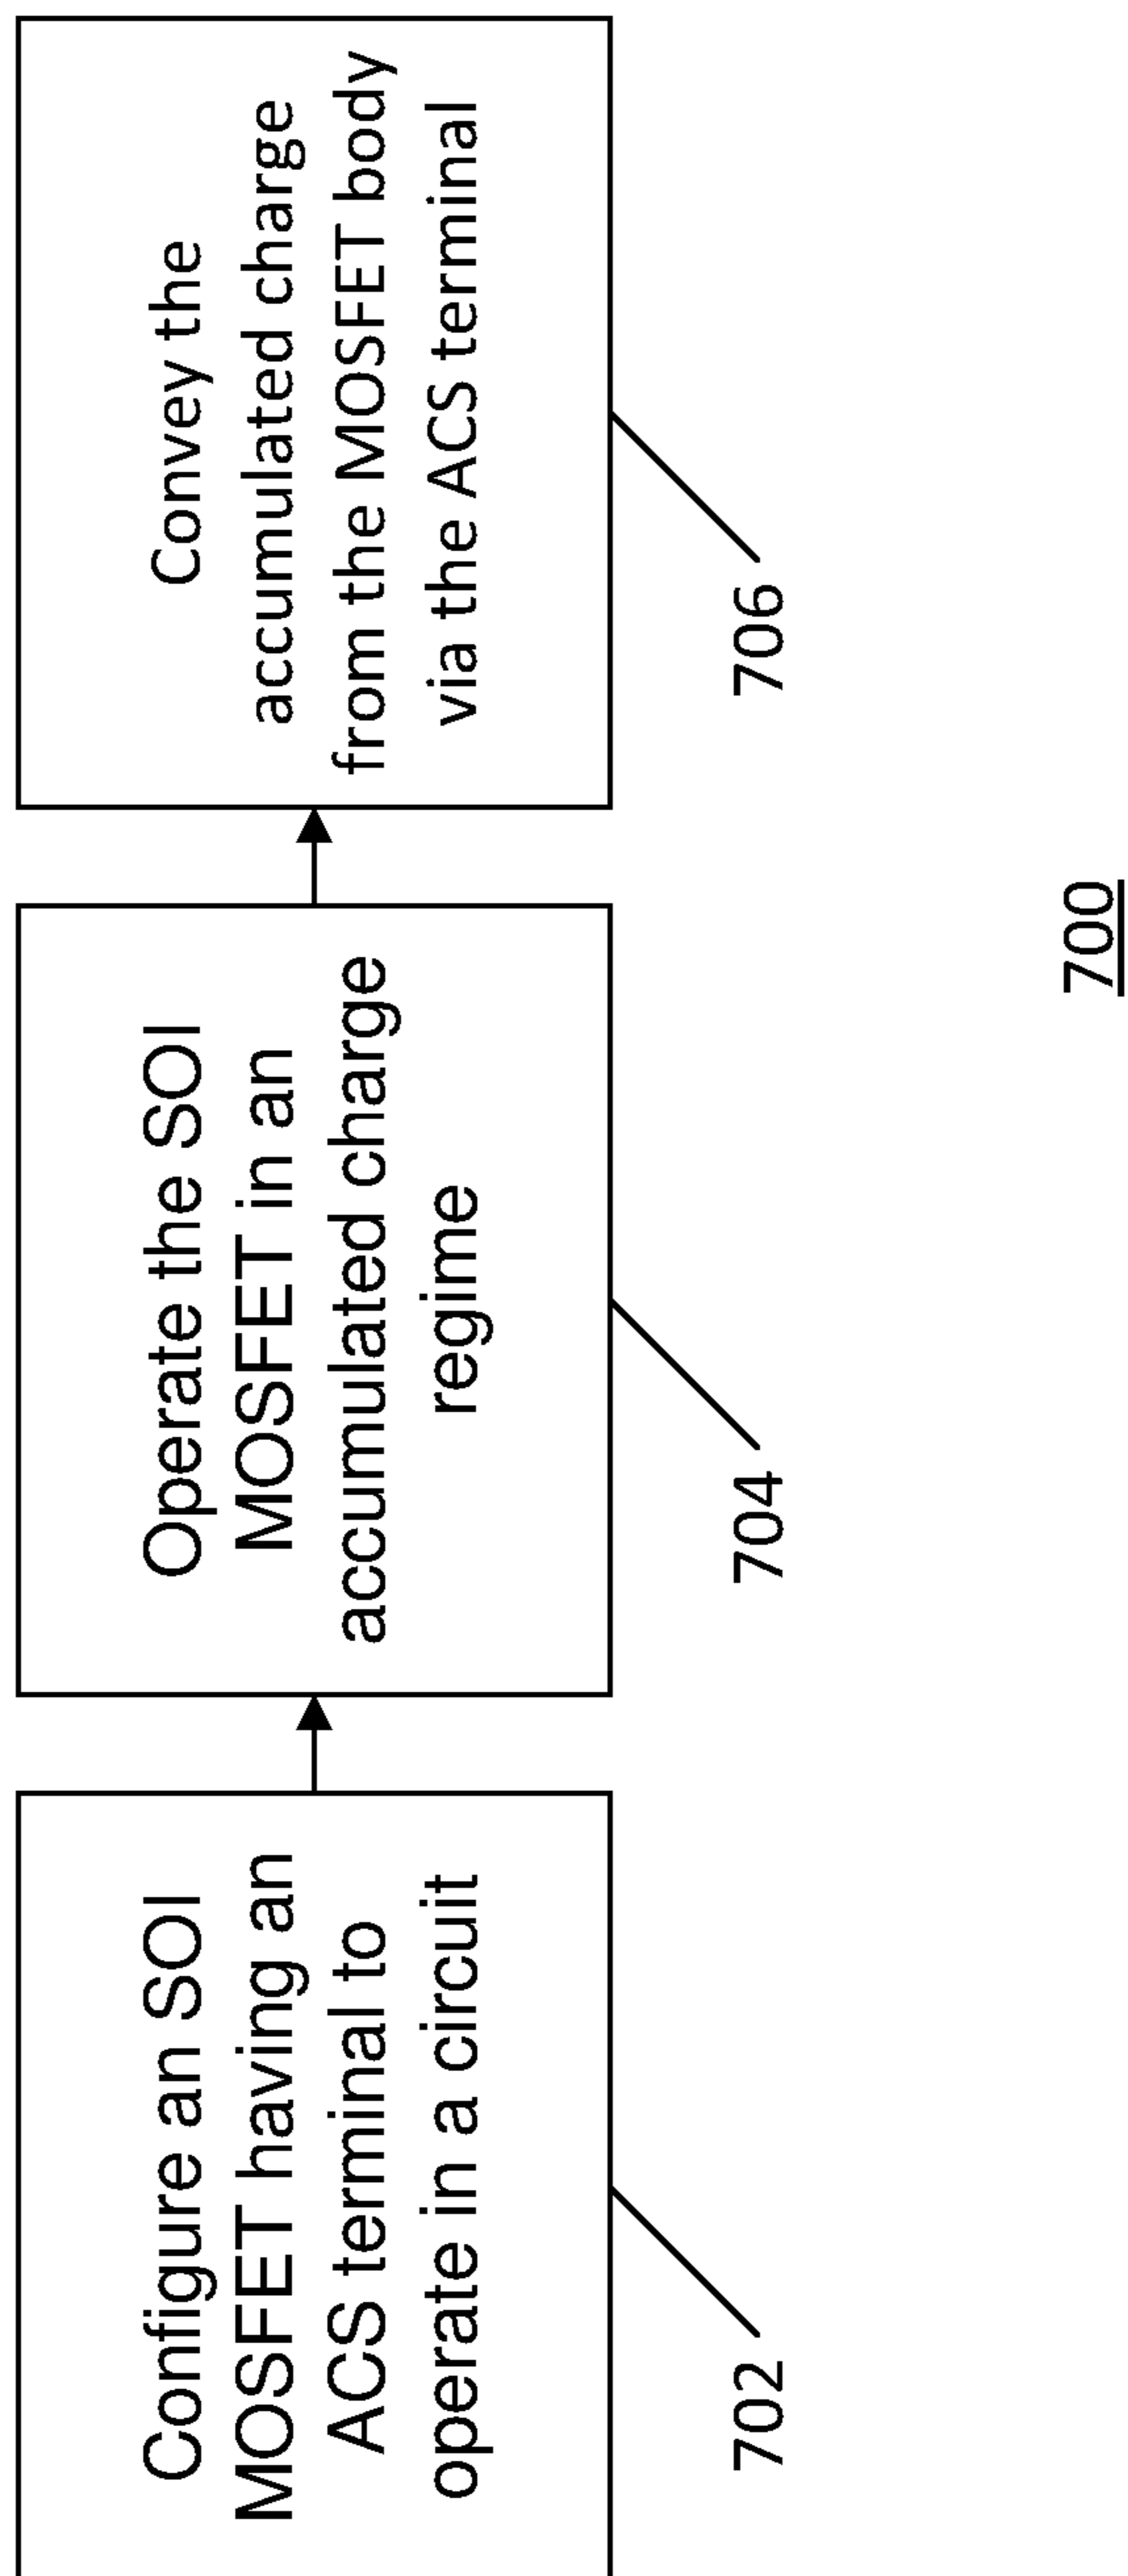 Configure an SOI
MOSFET having an
ACS terminal to
operate in a circuit
702
Operate the SOI
MOSFET in an
accumulated charge
regime
704
Convey the
accumulated charge
from the MOSFET body
via the ACS terminal
706
700